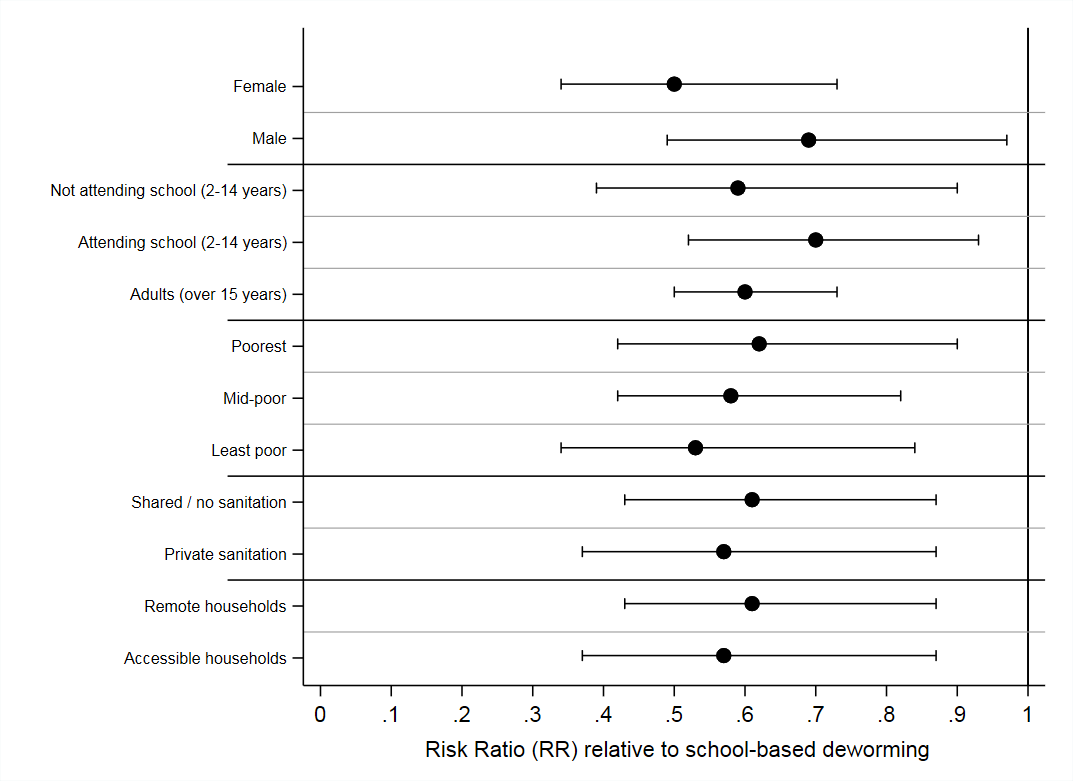 Female
Male
Not attending school (2-14 years)
Attending school (2-14 years)
Adults (over 15 years)
Poorest
Mid-poor
Least poor
Shared / no sanitation
Private sanitation
Remote households
Accessible households
0 .1 .2 .3 .4 .5 .6 .7 .8 .9 1
Risk Ratio (RR) relative to school-based deworming